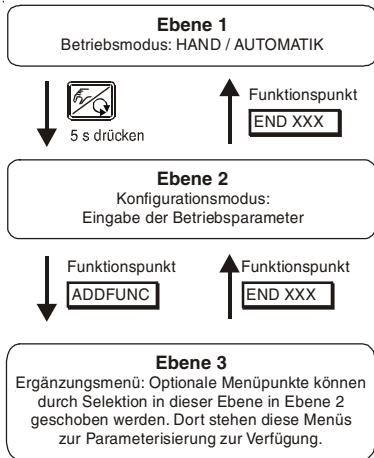 Ebene 1
Betriebsmodus: HAND / AUTOMATIK
Funktionspunkt
END XXX
5 s drücken
Ebene 2
Konfigurationsmodus:
Eingabe der Betriebsparameter
Funktionspunkt
ADDFUNC
Funktionspunkt
END XXX
Ebene 3
Ergänzungsmenü: Optionale Menüpunkte können
durch Selektion in dieser Ebene in Ebene 2
geschoben werden. Dort stehen diese Menüs
zur Parameterisierung zur Verfügung.